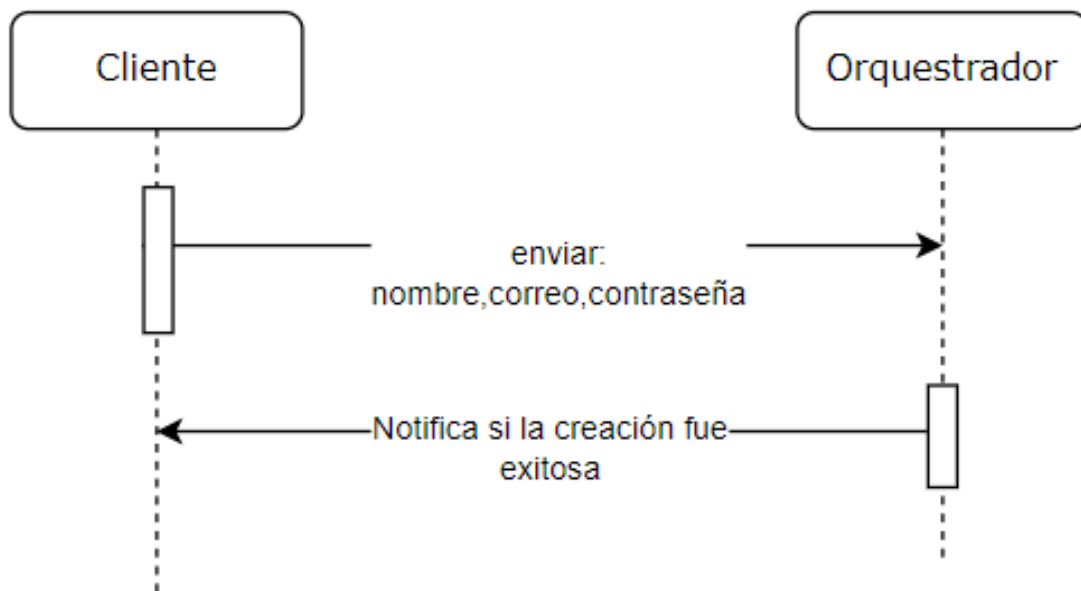 Cliente
Orquestrador
enviar:
nombre,correo,contraseña
Notifica si la creación fue
exitosa